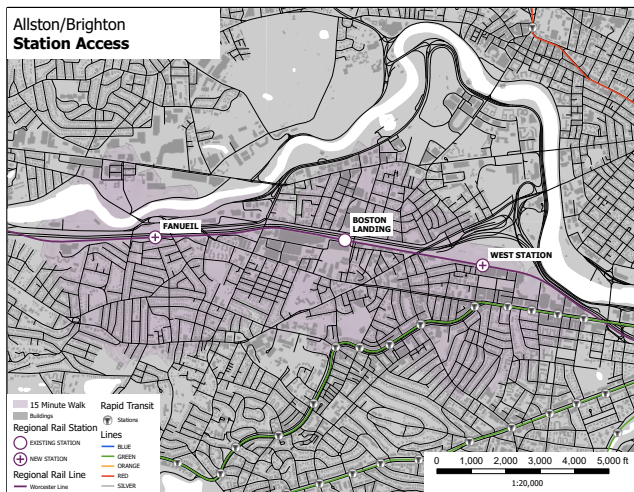 Allston/Brighton
Station Access
FANUEIL
BOSTON
LANDING
WEST STATION
15 Minute Walk
Buildings
Regional Rail Station
EXISTING STATION
NEW STATION
Regional Rail Line
Worcester Line
Rapid Transit
T Stations
Lines
BLUE
GREEN
ORANGE
RED
SILVER
0 1,000 2,000 3,000 4,000 5,000 ft
1:20,000